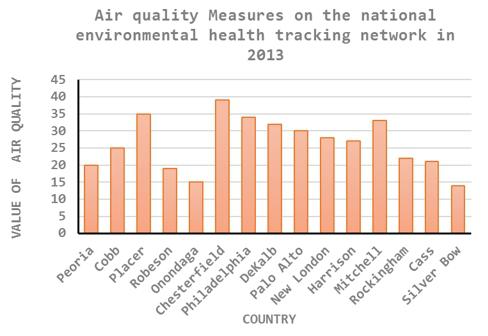 Air quality Measures on the national
environmental health tracking network in
2013
VALUE OF AIR QUALITY
45
40
35
30
25
20
15
10
5
0
Peoria
Cobb
Placer
Robeson
Onondaga
Chesterfield
Philadelphia
DeKalb
Palo Alto
New London
Harrison
Mitchell
Rockingham
Cass
Silver Bow
COUNTRY